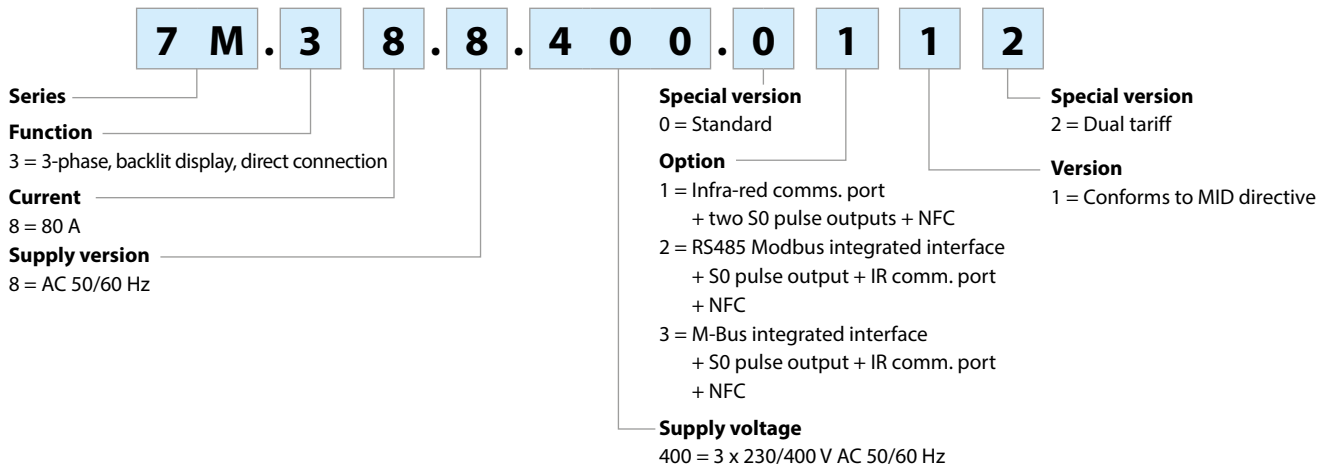 7 M . 3 8 . 8 . 4 0 0 . 0 1 1 2
Series
Function
3 = 3-phase, backlit display, direct connection
Current
8 = 80 A
Supply version
8 = AC 50/60 Hz
Special version
0 = Standard
Option
1 = Infra-red comms. port
+ two S0 pulse outputs + NFC
2 = RS485 Modbus integrated interface
+ S0 pulse output + IR comm. port
+ NFC
3 = M-Bus integrated interface
+ S0 pulse output + IR comm. port
+ NFC
Supply voltage
400 = 3 x 230/400 V AC 50/60 Hz
Special version
2 = Dual tariff
Version
1 = Conforms to MID directive